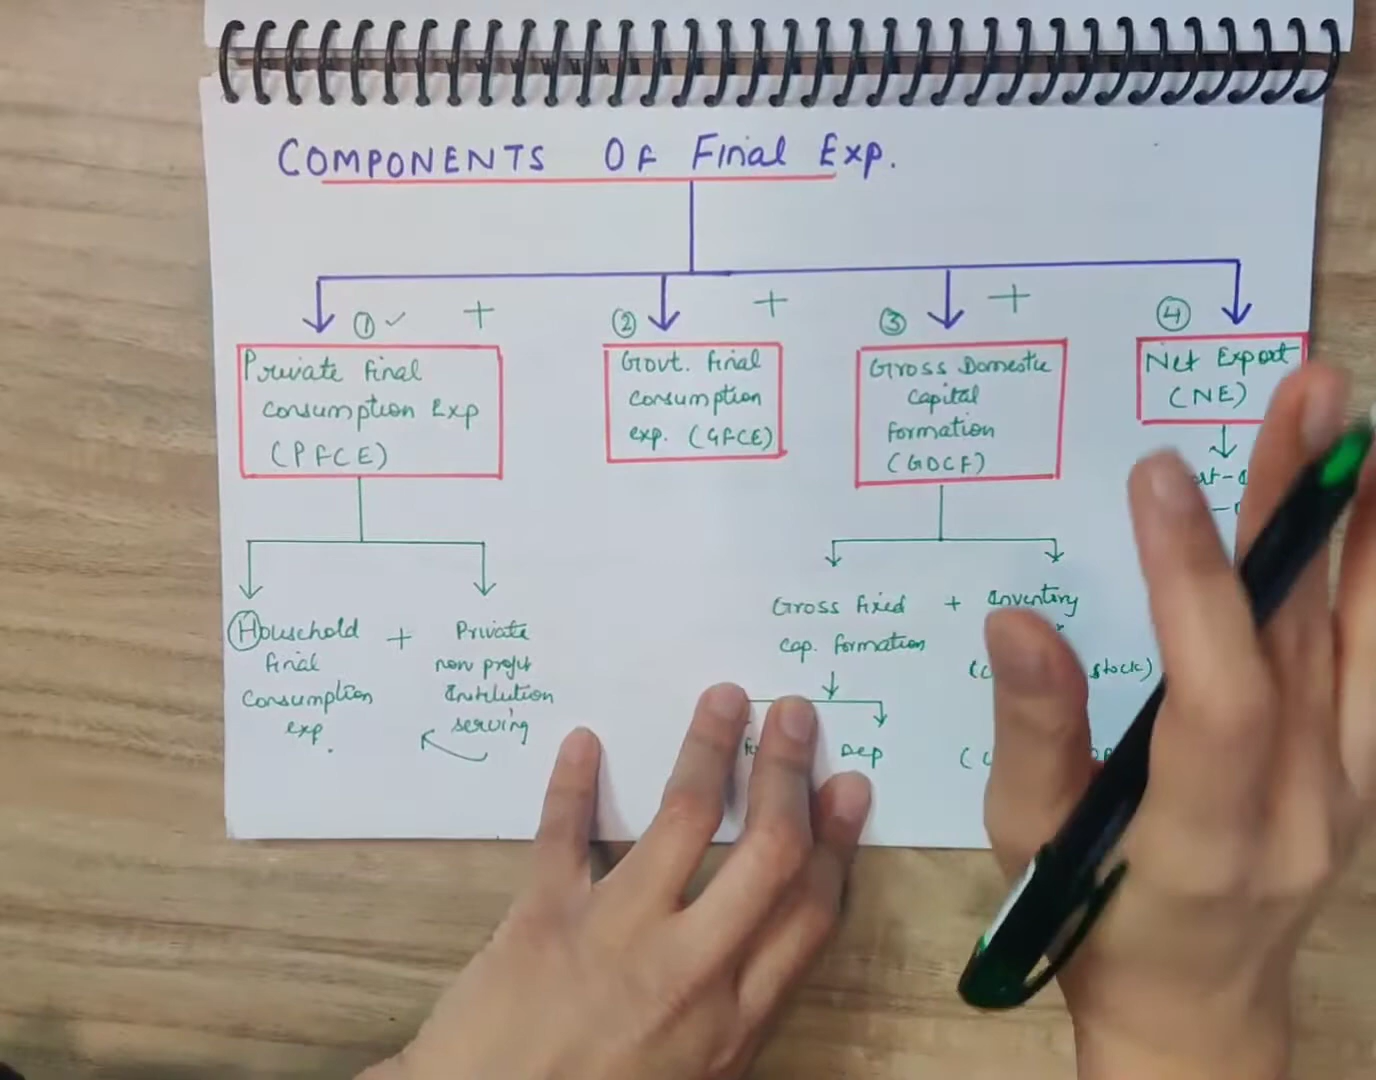 COMPONENTS OF Final Exp.
① ✓ +
② +
③ +
④
Private final
consumption Exp
(PFCE)
Govt. final
consumption
exp. (GFCE)
Gross Domestic
Capital
formation
(GDCF)
Net Export
(NE)
Household
final
consumption
exp.
+
Private
non profit
Institution
serving
Gross fixed
cap. formation
+
Inventory
stock)
Dep